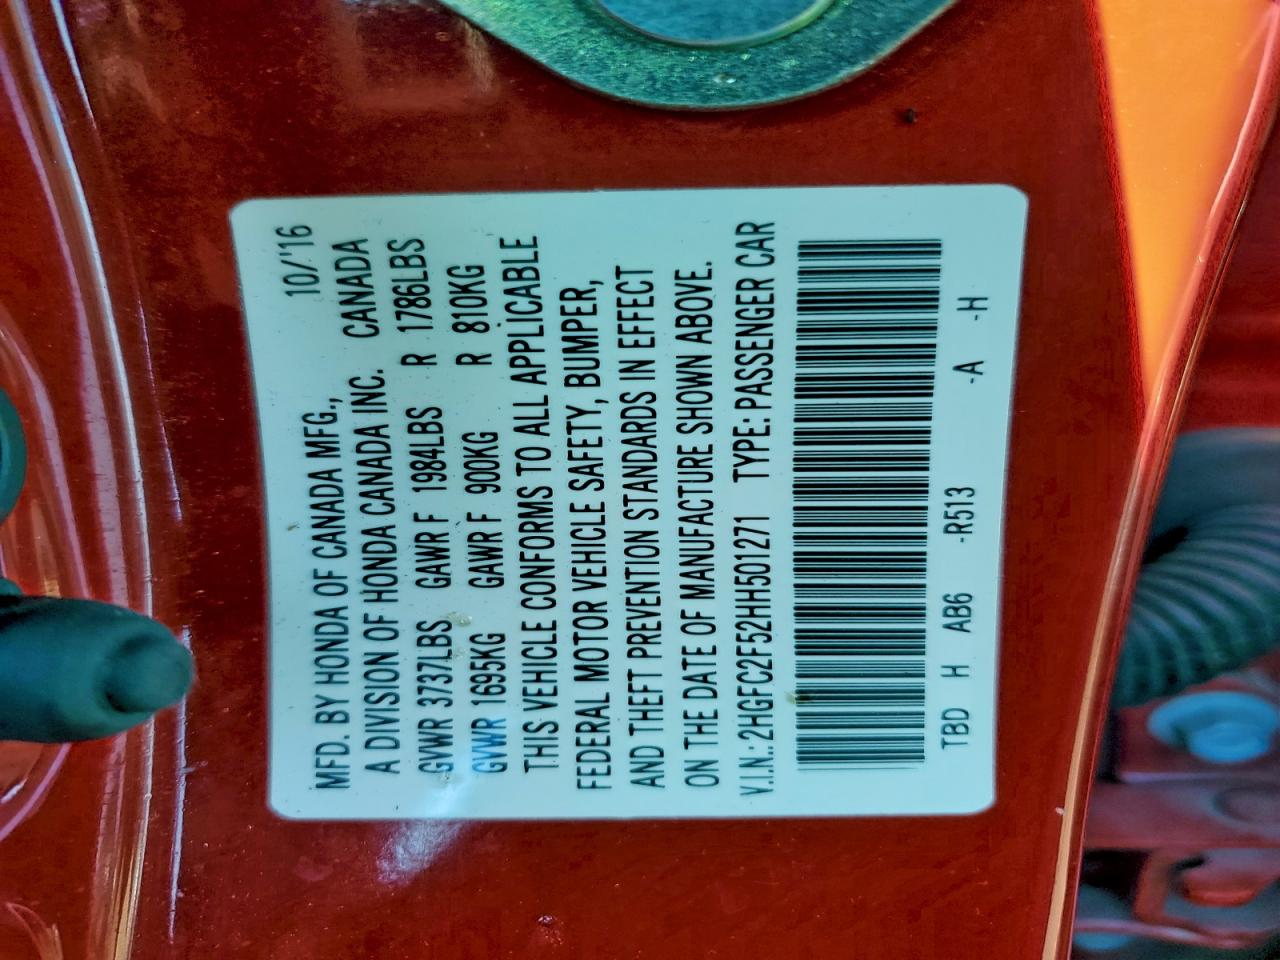 MFD. BY HONDA OF CANADA MFG., 10/'16
A DIVISION OF HONDA CANADA INC. CANADA
GVWR 3737LBS GAWR F 1984LBS R 1786LBS
GVWR 1695KG GAWR F 900KG R 810KG
THIS VEHICLE CONFORMS TO ALL APPLICABLE
FEDERAL MOTOR VEHICLE SAFETY, BUMPER,
AND THEFT PREVENTION STANDARDS IN EFFECT
ON THE DATE OF MANUFACTURE SHOWN ABOVE.
V.I.N.: 2HGFC2F52HH501271 TYPE: PASSENGER CAR
TBD H AB6 -R513 -A -H